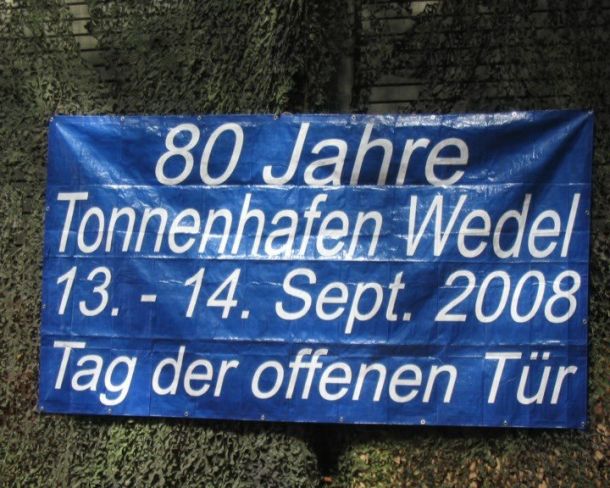 80 Jahre
Tonnenhafen Wedel
13. - 14. Sept. 2008
Tag der offenen Tür